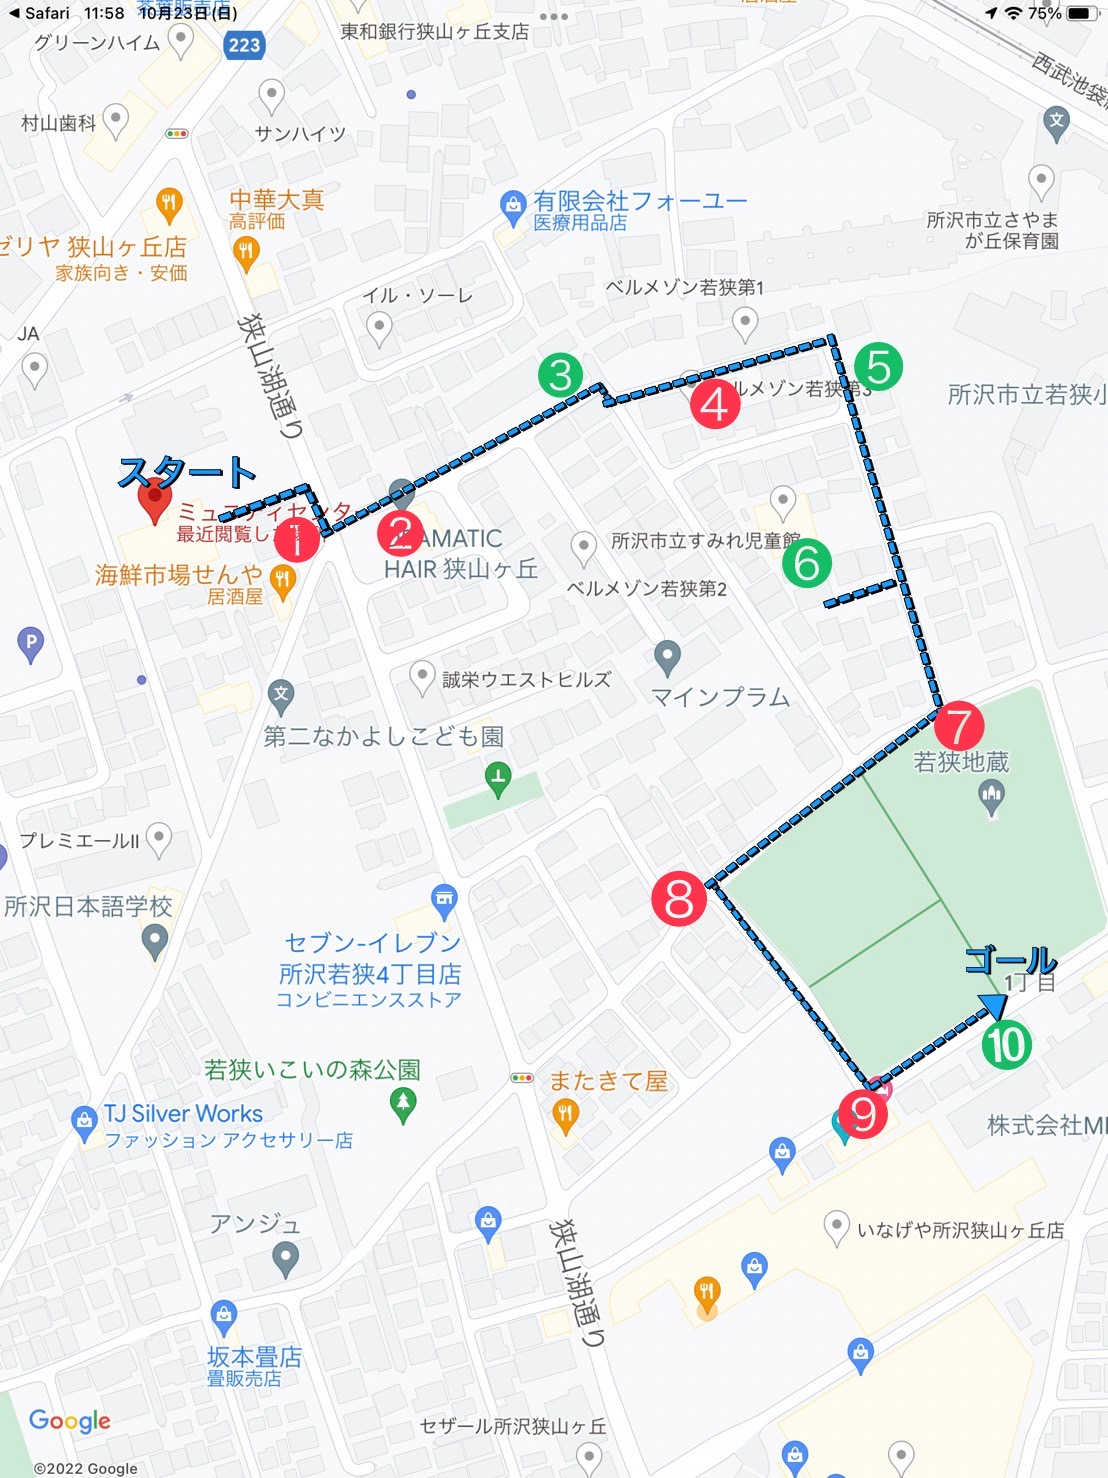 Safari 11:58 10月23日(日)
75%
茶葉販売店
東和銀行狭山ヶ丘支店
グリーンハイム
223
西武池袋
村山歯科
サンハイツ
中華大真
高評価
有限会社フォーユー
医療用品店
所沢市立さやま
が丘保育園
ゼリヤ 狭山ヶ丘店
家族向き・安価
ベルメゾン若狭第1
イル・ソーレ
JA
狭山湖通り
3
5
4
ルメゾン若狭第3
所沢市立若狭小
スタート
ミュ
ティセンタ
最近閲覧し
1
2
AMATIC
HAIR 狭山ヶ丘
所沢市立すみれ児童館
6
海鮮市場せんや
居酒屋
ベルメゾン若狭第2
P
文
誠栄ウエストヒルズ
マインプラム
7
第二なかよしこども園
若狭地蔵
プレミエールII
8
所沢日本語学校
セブン-イレブン
所沢若狭4丁目店
コンビニエンスストア
ゴール
1丁目
10
若狭いこいの森公園
またきて屋
9
TJ Silver Works
ファッション アクセサリー店
株式会社
アンジュ
狭山湖通り
いなげや所沢狭山ヶ丘店
坂本畳店
畳販売店
Google
セザール所沢狭山ヶ丘
©2022 Google